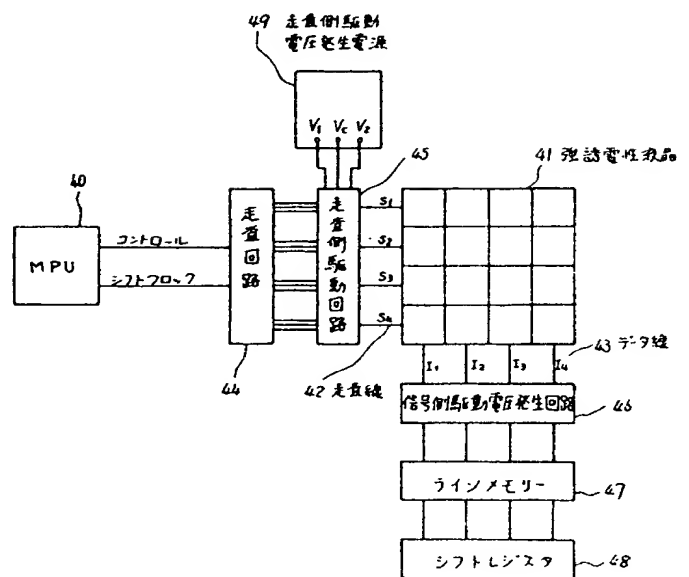 49 走査側駆動
電圧発生電源
V1 Vc V2
45
41 強誘電性液晶
40
MPU
コントロール
シフトクロック
走査回路
走査側駆動回路
S1
S2
S3
S4
44
42 走査線
43 データ線
I1 I2 I3 I4
信号側駆動電圧発生回路
46
ラインメモリー
47
シフトレジスタ
48